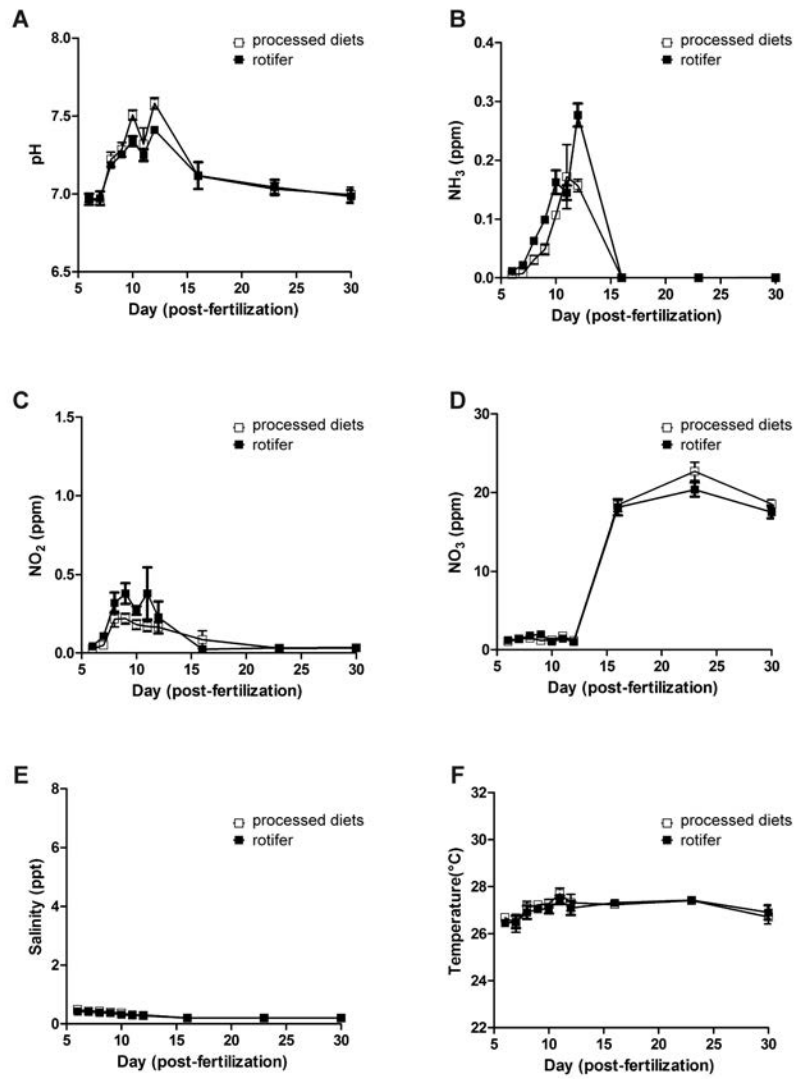 A
processed diets
rotifer
8.0
7.5
7.0
6.5
pH
5 10 15 20 25 30
Day (post-fertilization)
B
processed diets
rotifer
0.4
0.3
0.2
0.1
0.0
NH3 (ppm)
5 10 15 20 25 30
Day (post-fertilization)
C
processed diets
rotifer
1.5
1.0
0.5
0.0
NO2 (ppm)
5 10 15 20 25 30
Day (post-fertilization)
D
processed diets
rotifer
30
20
10
0
NO3 (ppm)
5 10 15 20 25 30
Day (post-fertilization)
E
processed diets
rotifer
8
6
4
2
0
Salinity (ppt)
5 10 15 20 25 30
Day (post-fertilization)
F
processed diets
rotifer
32
30
28
26
24
22
Temperature(°C)
5 10 15 20 25 30
Day (post-fertilization)